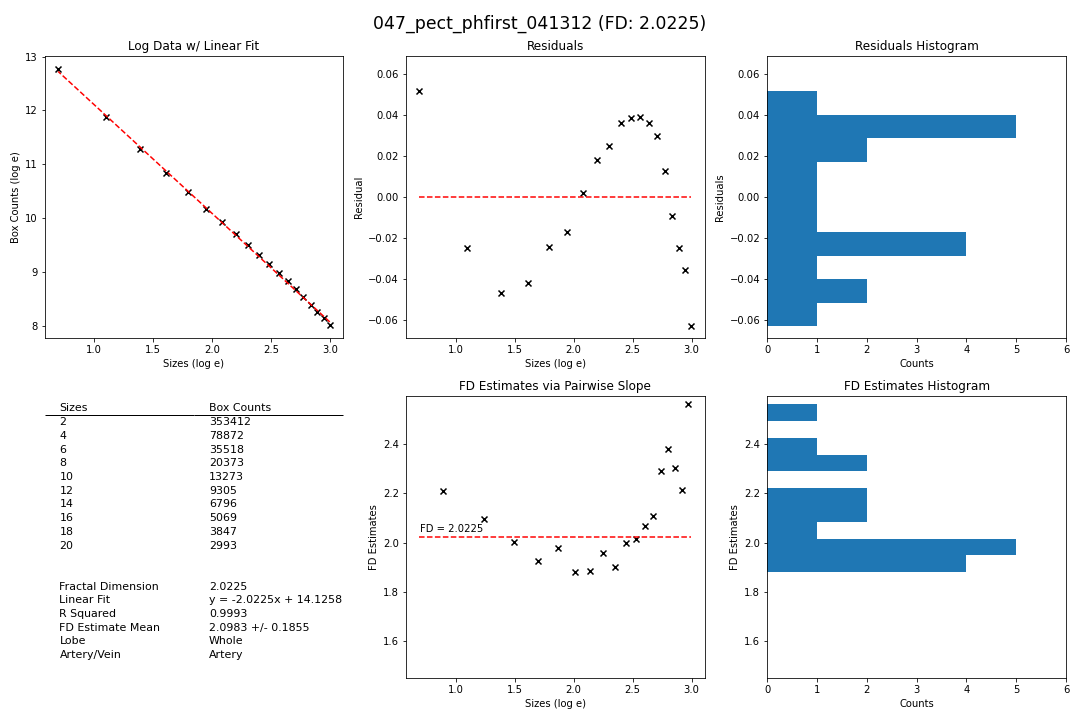 047_pect_phfirst_041312 (FD: 2.0225)
Log Data w/ Linear Fit
Residuals
Residuals Histogram
13
12
11
10
9
8
Box Counts (log e)
1.0 1.5 2.0 2.5 3.0
Sizes (log e)
0.06
0.04
0.02
0.00
−0.02
−0.04
−0.06
Residual
1.0 1.5 2.0 2.5 3.0
Sizes (log e)
0.06
0.04
0.02
0.00
−0.02
−0.04
−0.06
Residuals
0 1 2 3 4 5 6
Counts
Sizes Box Counts
2 353412
4 78872
6 35518
8 20373
10 13273
12 9305
14 6796
16 5069
18 3847
20 2993
Fractal Dimension 2.0225
Linear Fit y = -2.0225x + 14.1258
R Squared 0.9993
FD Estimate Mean 2.0983 +/- 0.1855
Lobe Whole
Artery/Vein Artery
FD Estimates via Pairwise Slope
2.4
2.2
2.0
1.8
1.6
FD Estimates
FD = 2.0225
1.0 1.5 2.0 2.5 3.0
Sizes (log e)
FD Estimates Histogram
2.4
2.2
2.0
1.8
1.6
FD Estimates
0 1 2 3 4 5 6
Counts